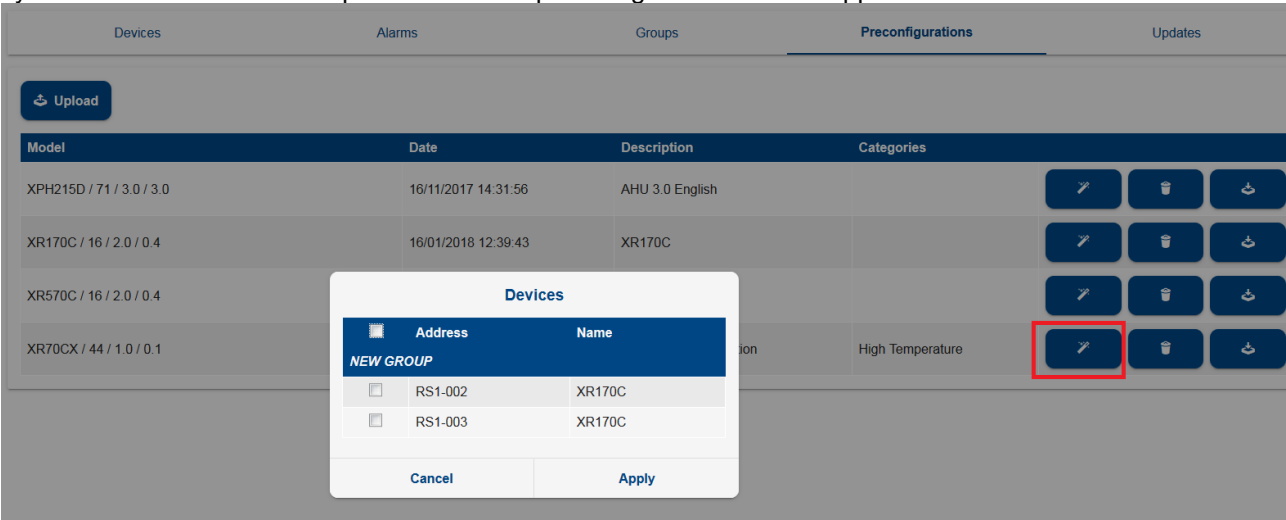 Devices Alarms Groups Preconfigurations Updates
Upload
Model Date Description Categories
XPH215D / 71 / 3.0 / 3.0 16/11/2017 14:31:56 AHU 3.0 English
XR170C / 16 / 2.0 / 0.4 16/01/2018 12:39:43 XR170C
XR570C / 16 / 2.0 / 0.4
XR70CX / 44 / 1.0 / 0.1 High Temperature
Devices
Address Name
NEW GROUP
RS1-002 XR170C
RS1-003 XR170C
Cancel Apply